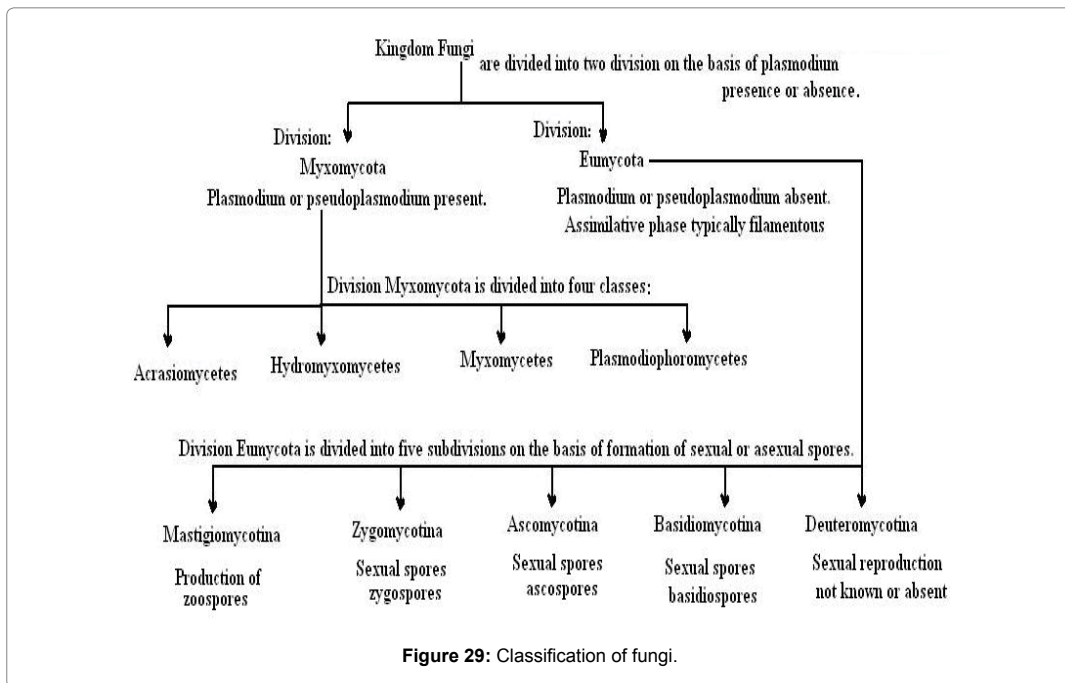 Kingdom Fungi
are divided into two division on the basis of plasmodium
presence or absence.
Division:
Myxomycota
Plasmodium or pseudoplasmodium present.
Division:
Eumycota
Plasmodium or pseudoplasmodium absent.
Assimilative phase typically filamentous
Division Myxomycota is divided into four classes:
Acrasiomycetes
Hydromyxomycetes
Myxomycetes
Plasmodiophoromycetes
Division Eumycota is divided into five subdivisions on the basis of formation of sexual or asexual spores.
Mastigiomycotina
Production of
zoospores
Zygomycotina
Sexual spores
zygospores
Ascomycotina
Sexual spores
ascospores
Basidiomycotina
Sexual spores
basidiospores
Deuteromycotina
Sexual reproduction
not known or absent
Figure 29: Classification of fungi.